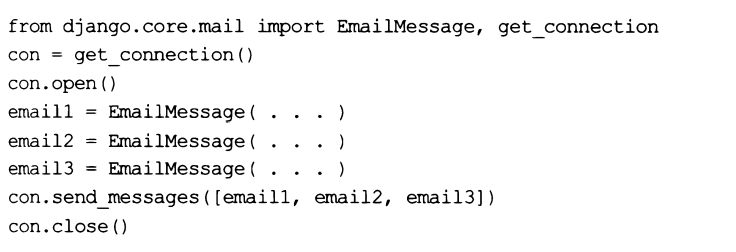 from django.core.mail import EmailMessage, get_connection
con = get_connection()
con.open()
email1 = EmailMessage( . . . )
email2 = EmailMessage( . . . )
email3 = EmailMessage( . . . )
con.send_messages([email1, email2, email3])
con.close()